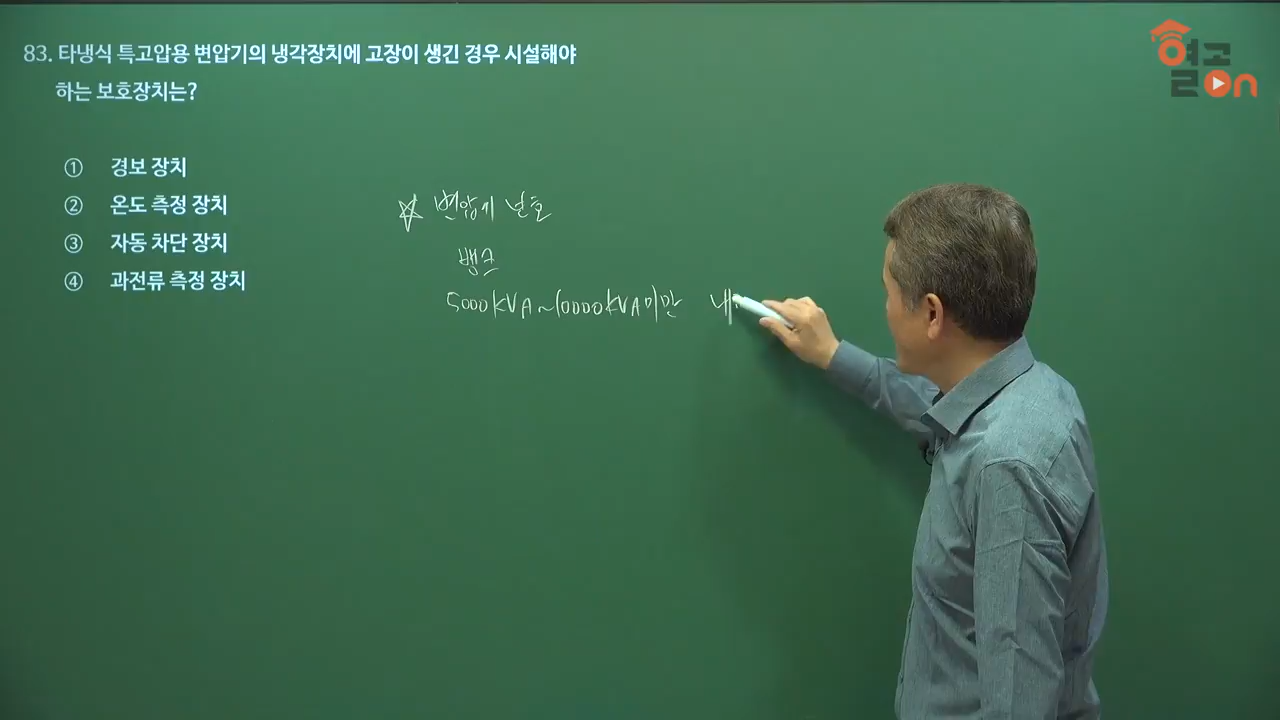 83. 타냉식 특고압용 변압기의 냉각장치에 고장이 생긴 경우 시설해야
하는 보호장치는?
① 경보 장치
② 온도 측정 장치
③ 자동 차단 장치
④ 과전류 측정 장치
☆ 변압기 보호
뱅크
5000kVA~10000kVA미만 내
열공
열On